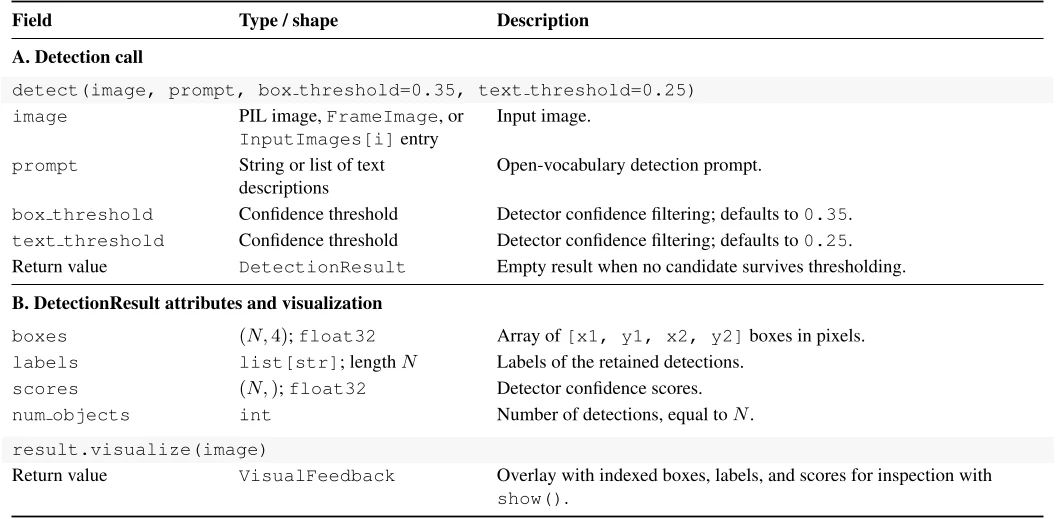 Field Type / shape Description
A. Detection call
detect(image, prompt, box_threshold=0.35, text_threshold=0.25)
image PIL image, FrameImage, or Input image.
InputImages[i] entry
prompt String or list of text Open-vocabulary detection prompt.
descriptions
box_threshold Confidence threshold Detector confidence filtering; defaults to 0.35.
text_threshold Confidence threshold Detector confidence filtering; defaults to 0.25.
Return value DetectionResult Empty result when no candidate survives thresholding.
B. DetectionResult attributes and visualization
boxes (N, 4); float32 Array of [x1, y1, x2, y2] boxes in pixels.
labels list[str]; length N Labels of the retained detections.
scores (N, ); float32 Detector confidence scores.
num_objects int Number of detections, equal to N.
result.visualize(image)
Return value VisualFeedback Overlay with indexed boxes, labels, and scores for inspection with
show().